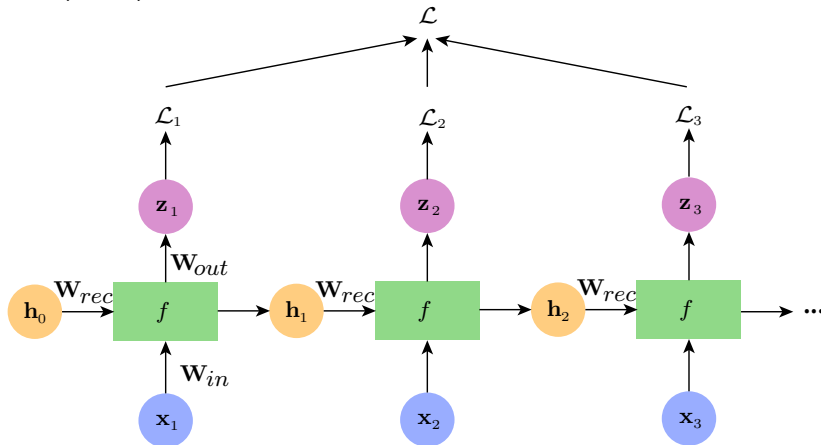 ℒ
ℒ₁ ℒ₂ ℒ₃
z₁ z₂ z₃
W_out
h₀ W_rec f h₁ W_rec f h₂ W_rec f ...
W_in
x₁ x₂ x₃